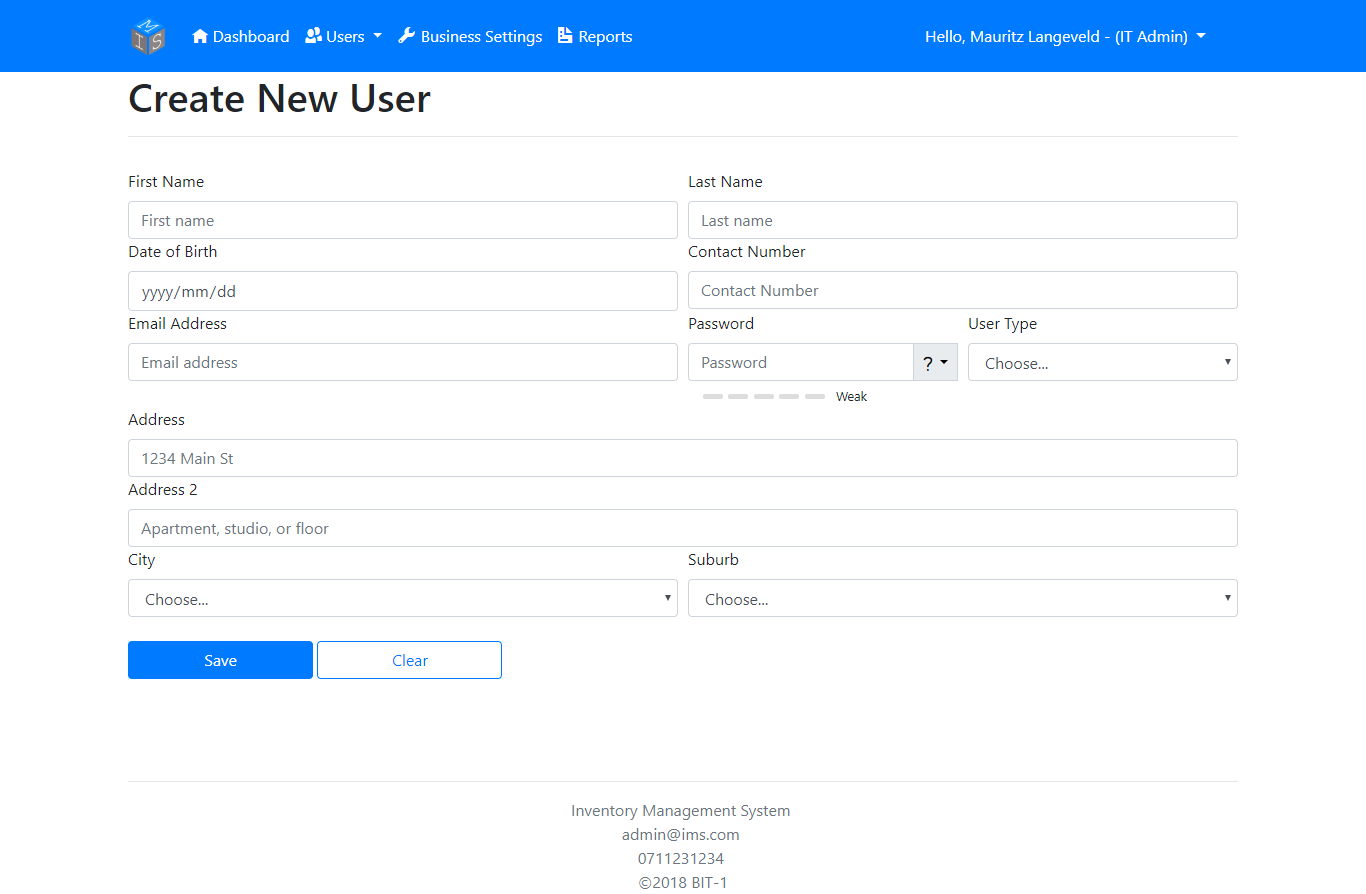 IMS
Dashboard Users Business Settings Reports Hello, Mauritz Langeveld - (IT Admin)
Create New User
First Name Last Name
First name Last name
Date of Birth Contact Number
yyyy/mm/dd Contact Number
Email Address Password User Type
Email address Password ? Choose...
Weak
Address
1234 Main St
Address 2
Apartment, studio, or floor
City Suburb
Choose... Choose...
Save Clear
Inventory Management System
admin@ims.com
0711231234
©2018 BIT-1